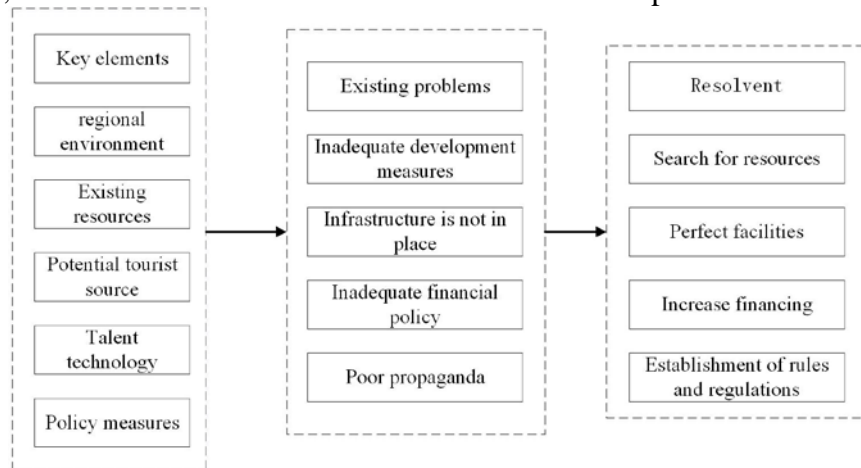 Key elements
regional
environment
Existing
resources
Potential tourist
source
Talent
technology
Policy measures
Existing problems
Inadequate development
measures
Infrastructure is not in
place
Inadequate financial
policy
Poor propaganda
Resolvent
Search for resources
Perfect facilities
Increase financing
Establishment of rules
and regulations